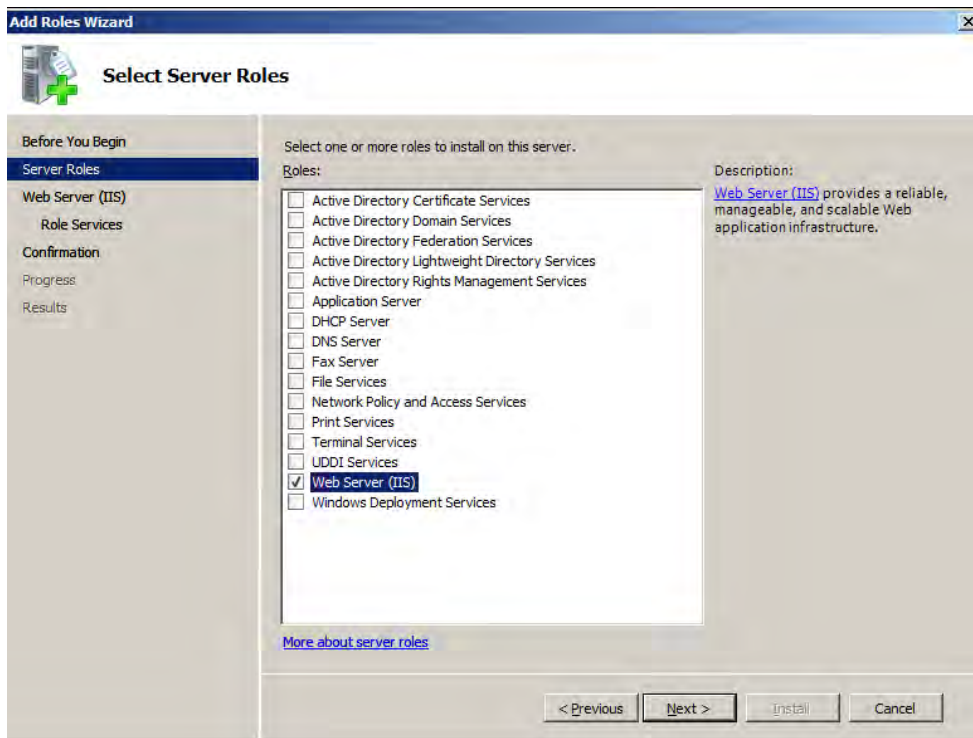 Add Roles Wizard
Select Server Roles
Before You Begin
Server Roles
Web Server (IIS)
Role Services
Confirmation
Progress
Results
Select one or more roles to install on this server.
Roles:
Active Directory Certificate Services
Active Directory Domain Services
Active Directory Federation Services
Active Directory Lightweight Directory Services
Active Directory Rights Management Services
Application Server
DHCP Server
DNS Server
Fax Server
File Services
Network Policy and Access Services
Print Services
Terminal Services
UDDI Services
Web Server (IIS)
Windows Deployment Services
More about server roles
Description:
Web Server (IIS) provides a reliable,
manageable, and scalable Web
application infrastructure.
< Previous Next > Install Cancel